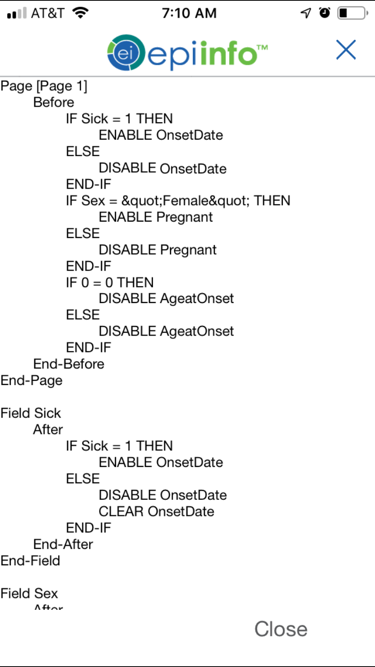 AT&T 7:10 AM
ei epi info™
Page [Page 1]
Before
IF Sick = 1 THEN
ENABLE OnsetDate
ELSE
DISABLE OnsetDate
END-IF
IF Sex = &quot;Female&quot; THEN
ENABLE Pregnant
ELSE
DISABLE Pregnant
END-IF
IF 0 = 0 THEN
DISABLE AgeatOnset
ELSE
DISABLE AgeatOnset
END-IF
End-Before
End-Page
Field Sick
After
IF Sick = 1 THEN
ENABLE OnsetDate
ELSE
DISABLE OnsetDate
CLEAR OnsetDate
END-IF
End-After
End-Field
Field Sex
After
Close